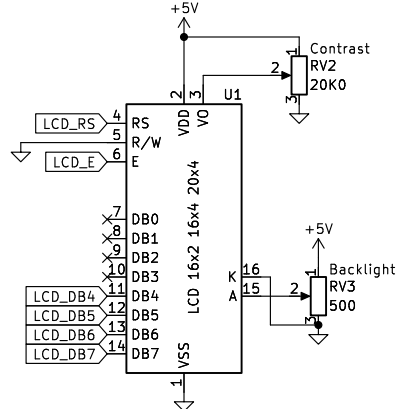 +5V
Contrast
RV2
20K0
1
2
3
2
3
U1
VDD
VO
LCD_RS
4
RS
5
R/W
LCD_E
6
E
7
DB0
8
DB1
9
DB2
10
DB3
LCD_DB4
11
DB4
LCD_DB5
12
DB5
LCD_DB6
13
DB6
LCD_DB7
14
DB7
LCD 16x2 16x4 20x4
K
16
A
15
VSS
1
+5V
Backlight
RV3
500
1
2
3